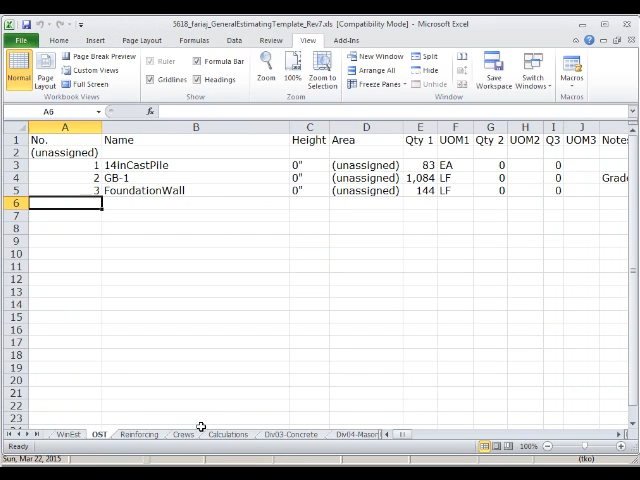 5618_fariaj_GeneralEstimatingTemplate_Rev7.xls [Compatibility Mode] - Microsoft Excel
File Home Insert Page Layout Formulas Data Review View Add-Ins
Normal Page Layout Page Break Preview Custom Views Full Screen
Ruler Formula Bar Gridlines Headings
Zoom 100% Zoom to Selection
New Window Arrange All Freeze Panes Split Hide Unhide
Save Workspace Switch Windows Macros
Workbook Views Show Zoom Window Macros
A6 fx
A B C D E F G H I J
1 No. Name Height Area Qty 1 UOM1 Qty 2 UOM2 Q3 UOM3 Notes
2 (unassigned)
3 1 14inCastPile 0" (unassigned) 83 EA 0 0
4 2 GB-1 0" (unassigned) 1,084 LF 0 0 Grade
5 3 FoundationWall 0" (unassigned) 144 LF 0 0
6
7
8
9
10
11
12
13
14
15
16
17
18
19
20
21
22
23
WinEst OST Reinforcing Crews Calculations Div03-Concrete Div04-Mason
Ready 100%
Sun, Mar 22, 2015 (tko)